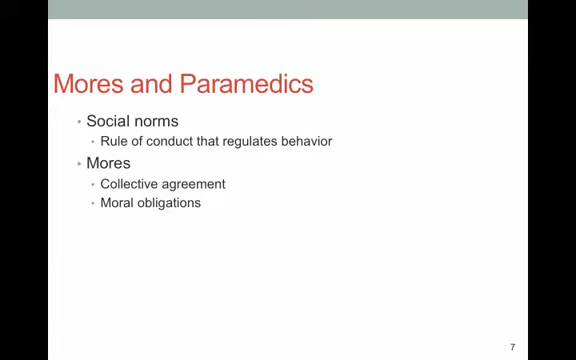 Mores and Paramedics
• Social norms
• Rule of conduct that regulates behavior
• Mores
• Collective agreement
• Moral obligations
7